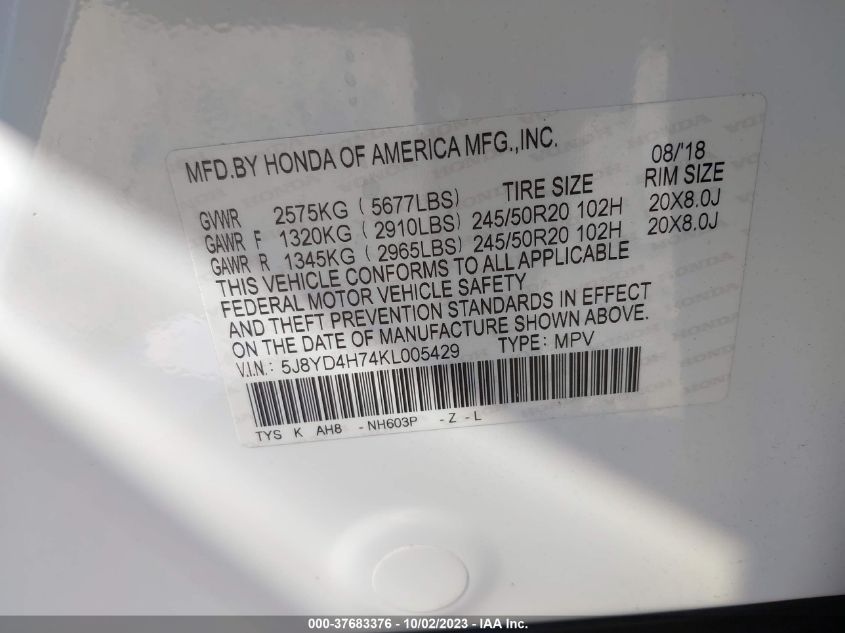 MFD.BY HONDA OF AMERICA MFG.,INC. 08/'18
TIRE SIZE RIM SIZE
GVWR 2575KG ( 5677LBS)
GAWR F 1320KG ( 2910LBS) 245/50R20 102H 20X8.0J
GAWR R 1345KG ( 2965LBS) 245/50R20 102H 20X8.0J
THIS VEHICLE CONFORMS TO ALL APPLICABLE
FEDERAL MOTOR VEHICLE SAFETY
AND THEFT PREVENTION STANDARDS IN EFFECT
ON THE DATE OF MANUFACTURE SHOWN ABOVE.
V.I.N.: 5J8YD4H74KL005429 TYPE: MPV
TYS K AH8 - NH603P - Z - L
000-37683376 - 10/02/2023 - IAA Inc.